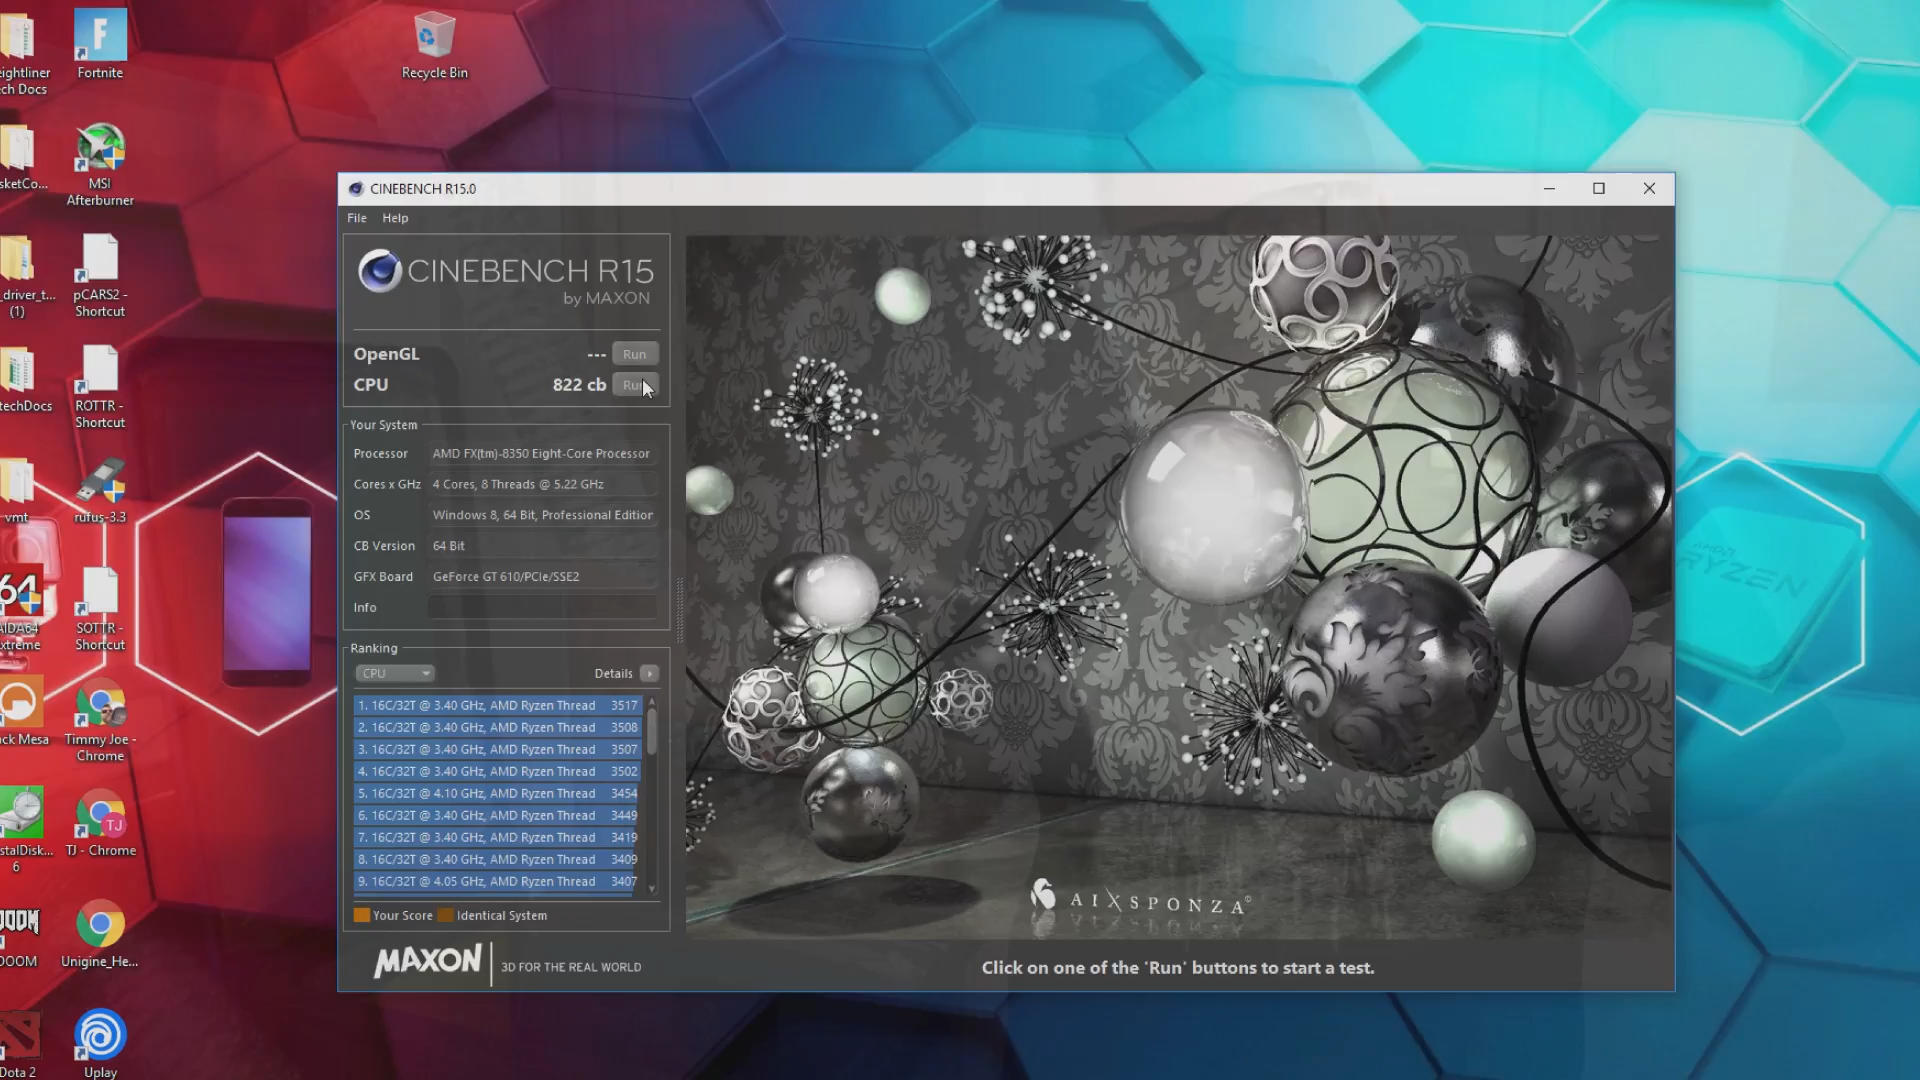 Fortnite
Recycle Bin
ch Docs
MSI
Afterburner
_driver_t...
(1)
pCARS2 -
Shortcut
techDocs
ROTTR -
Shortcut
vmt
rufus-3.3
64
AIDA64
xtreme
SOTTR -
Shortcut
ck Mesa
Timmy Joe -
Chrome
stalDisk...
6
TJ
TJ - Chrome
DOOM
DOOM
Unigine_He...
Dota 2
Uplay
CINEBENCH R15.0
File Help
CINEBENCH R15
by MAXON
OpenGL --- Run
CPU 822 cb Run
Your System
Processor AMD FX(tm)-8350 Eight-Core Processor
Cores x GHz 4 Cores, 8 Threads @ 5.22 GHz
OS Windows 8, 64 Bit, Professional Edition
CB Version 64 Bit
GFX Board GeForce GT 610/PCIe/SSE2
Info
Ranking
CPU Details
1. 16C/32T @ 3.40 GHz, AMD Ryzen Thread 3517
2. 16C/32T @ 3.40 GHz, AMD Ryzen Thread 3508
3. 16C/32T @ 3.40 GHz, AMD Ryzen Thread 3507
4. 16C/32T @ 3.40 GHz, AMD Ryzen Thread 3502
5. 16C/32T @ 4.10 GHz, AMD Ryzen Thread 3454
6. 16C/32T @ 3.40 GHz, AMD Ryzen Thread 3449
7. 16C/32T @ 3.40 GHz, AMD Ryzen Thread 3419
8. 16C/32T @ 3.40 GHz, AMD Ryzen Thread 3409
9. 16C/32T @ 4.05 GHz, AMD Ryzen Thread 3407
Your Score Identical System
MAXON 3D FOR THE REAL WORLD
AIXSPONZA®
Click on one of the 'Run' buttons to start a test.
AMD
RYZEN